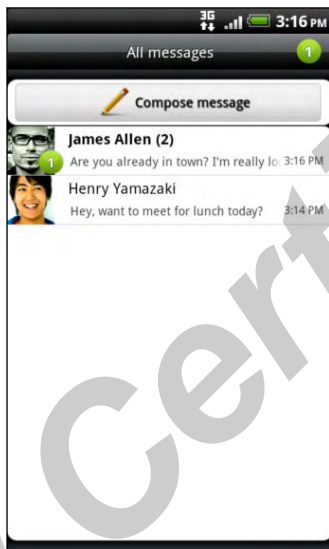 3G 3:16 PM
All messages 1
Compose message
James Allen (2)
1 Are you already in town? I'm really lo 3:16 PM
Henry Yamazaki
Hey, want to meet for lunch today? 3:14 PM
Cert